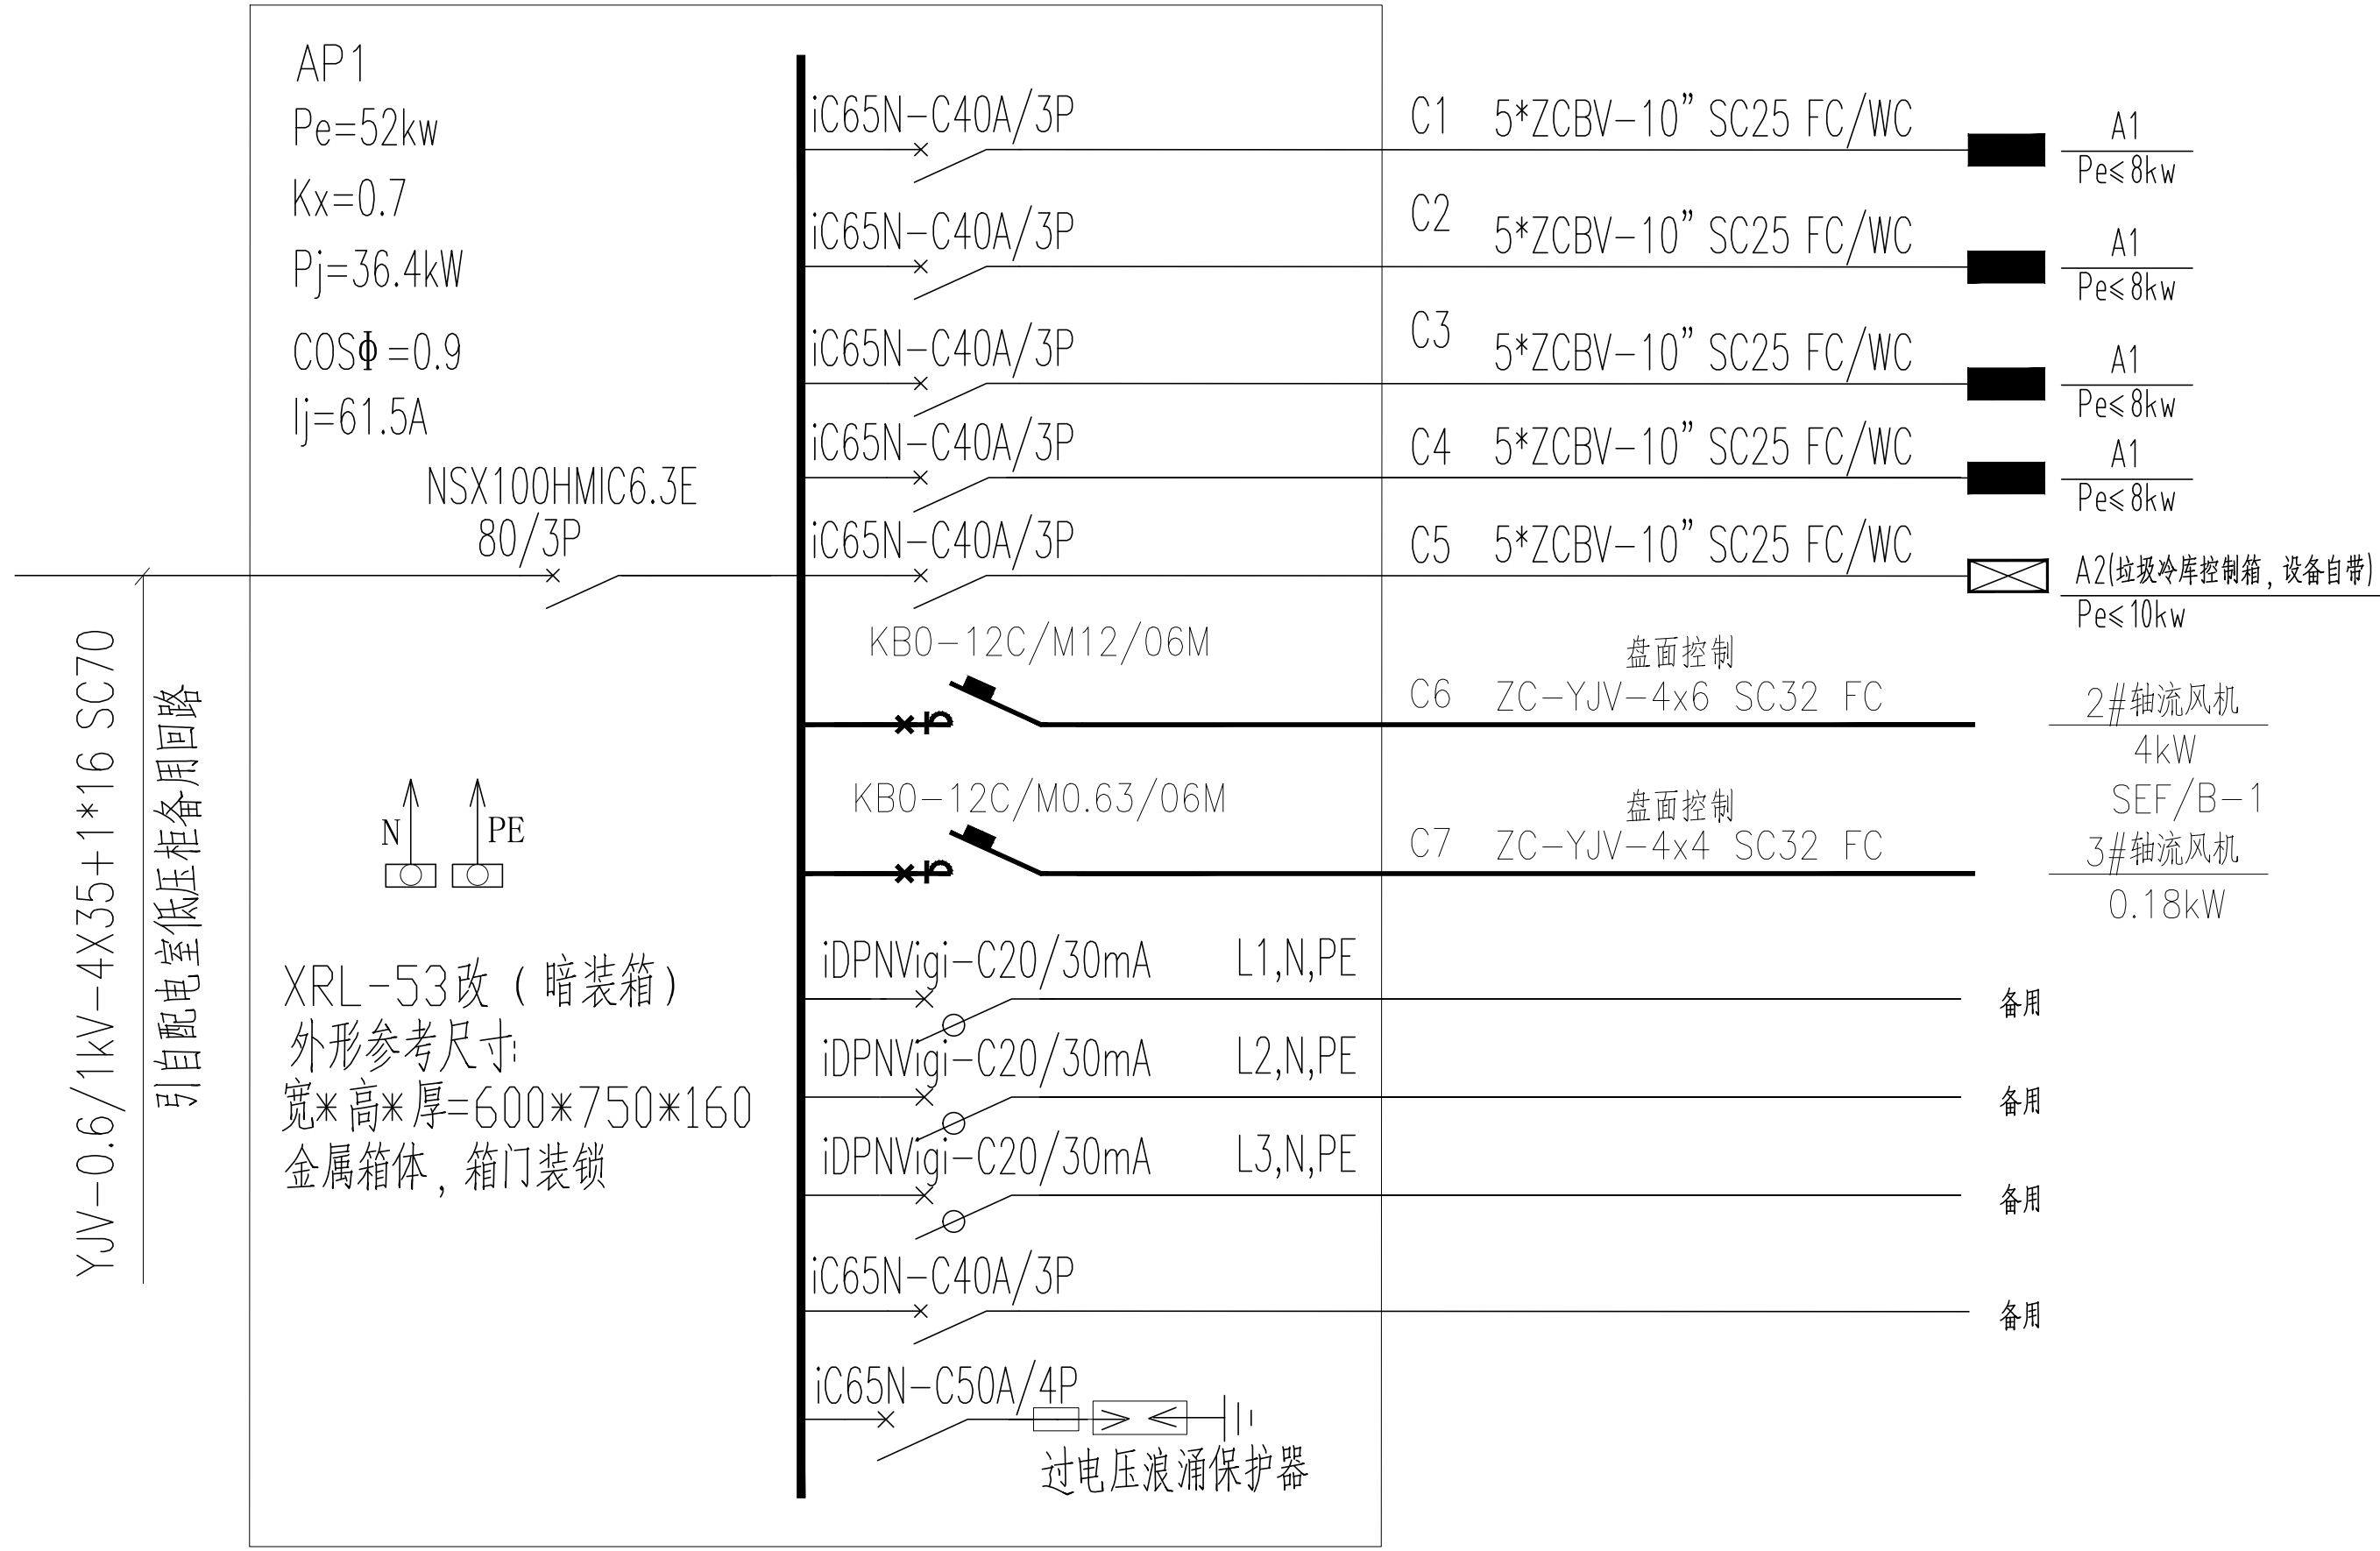 AP1
Pe=52kw
Kx=0.7
Pj=36.4kW
COSΦ=0.9
Ij=61.5A
NSX100HMIC6.3E
80/3P
YJV-0.6/1kV-4X35+1*16 SC70
引自配电室低压柜备用回路
N
PE
XRL-53改(暗装箱)
外形参考尺寸:
宽*高*厚=600*750*160
金属箱体,箱门装锁
iC65N-C40A/3P C1 5*ZCBV-10" SC25 FC/WC A1
Pe≤8kw
iC65N-C40A/3P C2 5*ZCBV-10" SC25 FC/WC A1
Pe≤8kw
iC65N-C40A/3P C3 5*ZCBV-10" SC25 FC/WC A1
Pe≤8kw
iC65N-C40A/3P C4 5*ZCBV-10" SC25 FC/WC A1
Pe≤8kw
iC65N-C40A/3P C5 5*ZCBV-10" SC25 FC/WC A2(垃圾冷库控制箱,设备自带)
Pe≤10kw
KB0-12C/M12/06M 盘面控制
C6 ZC-YJV-4x6 SC32 FC 2#轴流风机
4kW
KB0-12C/M0.63/06M 盘面控制 SEF/B-1
C7 ZC-YJV-4x4 SC32 FC 3#轴流风机
0.18kW
iDPNVigi-C20/30mA L1,N,PE 备用
iDPNVigi-C20/30mA L2,N,PE 备用
iDPNVigi-C20/30mA L3,N,PE 备用
iC65N-C40A/3P 备用
iC65N-C50A/4P
过电压浪涌保护器